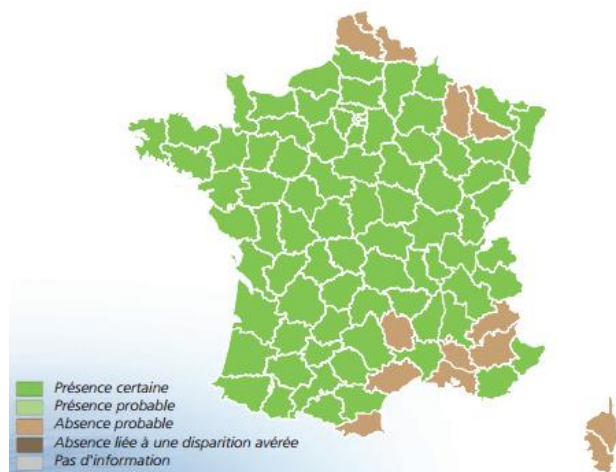 Présence certaine
Présence probable
Absence probable
Absence liée à une disparition avérée
Pas d'information